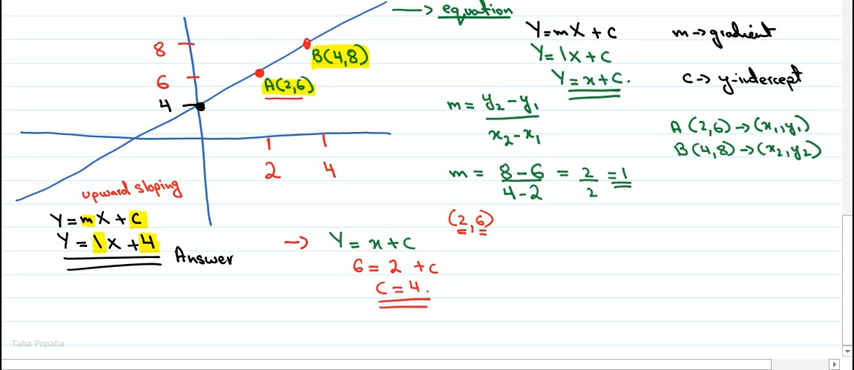 → equation
8
6
4
B(4,8)
A(2,6)
2
4
upward sloping
Y=mX+C
Y=1X+4 Answer
Y=mX+C
Y=1X+C
Y=x+C.
m→gradient
C→ y-intercept
A(2,6)→(x₁,y₁)
B(4,8)→(x₂,y₂)
m= y₂-y₁
x₂-x₁
m= 8-6 = 2 =1
4-2 2
(2,6)
→ Y=x+C
6=2+C
C=4.
Taha Popatia